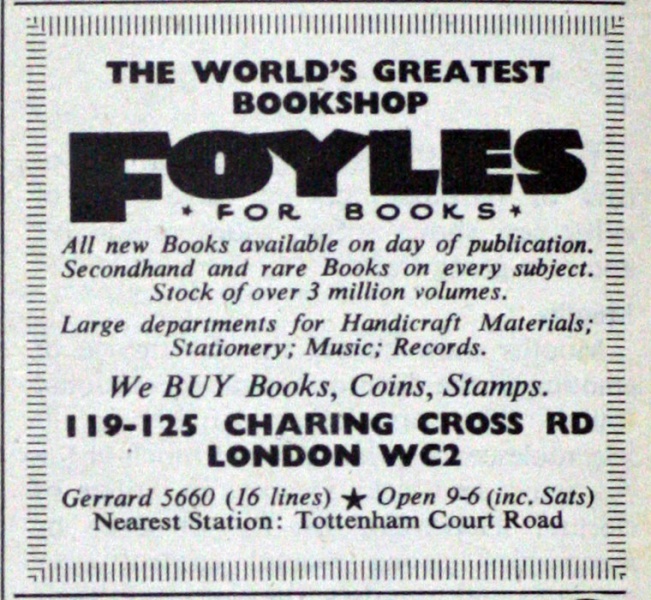 THE WORLD'S GREATEST
BOOKSHOP
FOYLES
* FOR BOOKS *
All new Books available on day of publication.
Secondhand and rare Books on every subject.
Stock of over 3 million volumes.
Large departments for Handicraft Materials;
Stationery; Music; Records.
We BUY Books, Coins, Stamps.
119-125 CHARING CROSS RD
LONDON WC2
Gerrard 5660 (16 lines) ★ Open 9-6 (inc. Sats)
Nearest Station: Tottenham Court Road